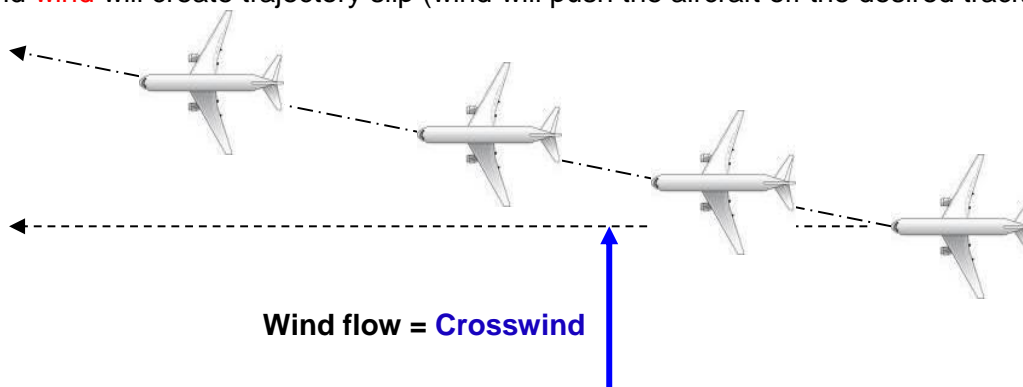 wind will create trajectory slip (wind will push the aircraft off the desired track
Wind flow = Crosswind